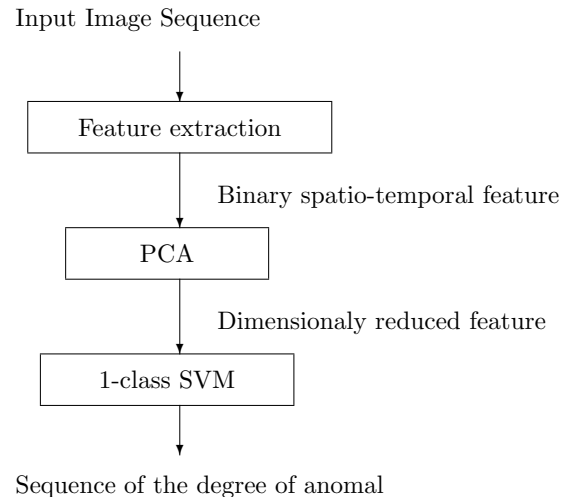 Input Image Sequence
Feature extraction
Binary spatio-temporal feature
PCA
Dimensionaly reduced feature
1-class SVM
Sequence of the degree of anomal